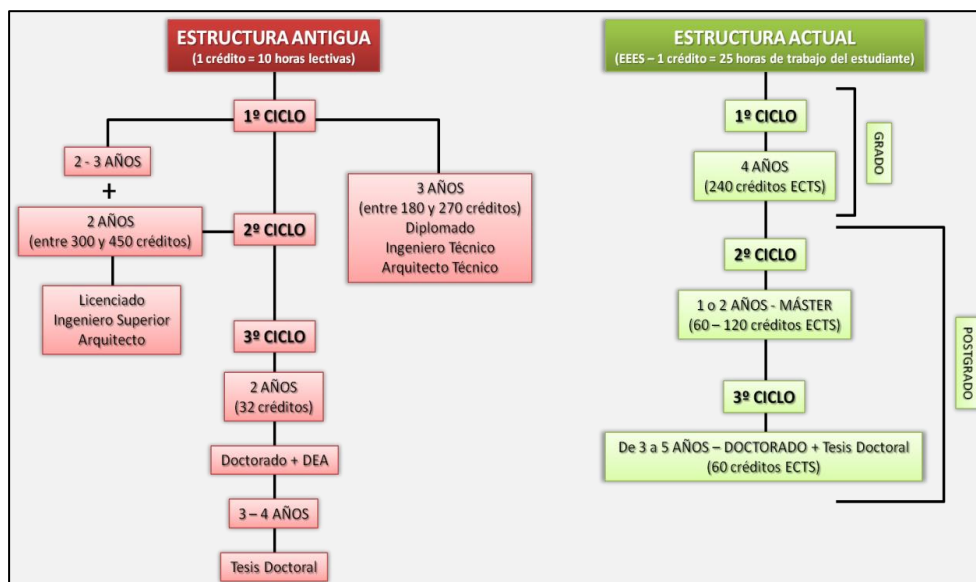 ESTRUCTURA ANTIGUA
(1 crédito = 10 horas lectivas)
1º CICLO
2 - 3 AÑOS
+
2 AÑOS
(entre 300 y 450 créditos)
Licenciado
Ingeniero Superior
Arquitecto
3 AÑOS
(entre 180 y 270 créditos)
Diplomado
Ingeniero Técnico
Arquitecto Técnico
2º CICLO
3º CICLO
2 AÑOS
(32 créditos)
Doctorado + DEA
3 – 4 AÑOS
Tesis Doctoral
ESTRUCTURA ACTUAL
(EEES – 1 crédito = 25 horas de trabajo del estudiante)
1º CICLO
4 AÑOS
(240 créditos ECTS)
GRADO
2º CICLO
1 o 2 AÑOS - MÁSTER
(60 – 120 créditos ECTS)
3º CICLO
De 3 a 5 AÑOS – DOCTORADO + Tesis Doctoral
(60 créditos ECTS)
POSTGRADO